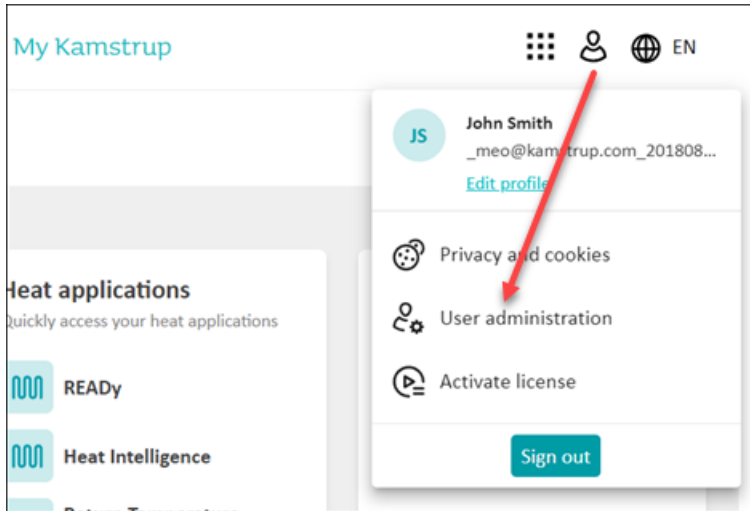 My Kamstrup
EN
JS
John Smith
_meo@kamstrup.com_201808...
Edit profile
Privacy and cookies
User administration
Activate license
Sign out
Heat applications
Quickly access your heat applications
READy
Heat Intelligence